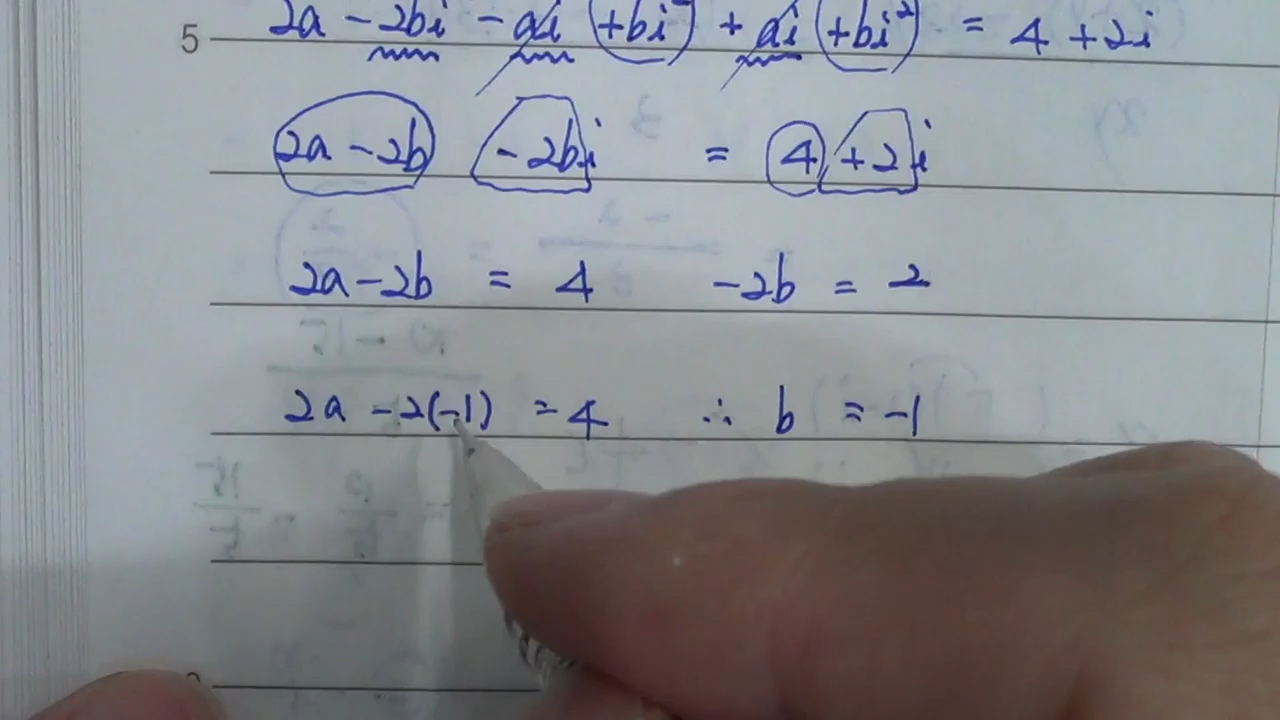 5 2a - 2bi - ai (+bi²) + ai (+bi²) = 4 + 2i
2a - 2b - 2bi = 4 + 2i
2a - 2b = 4 -2b = 2
2a - 2(-1) = 4 ∴ b = -1